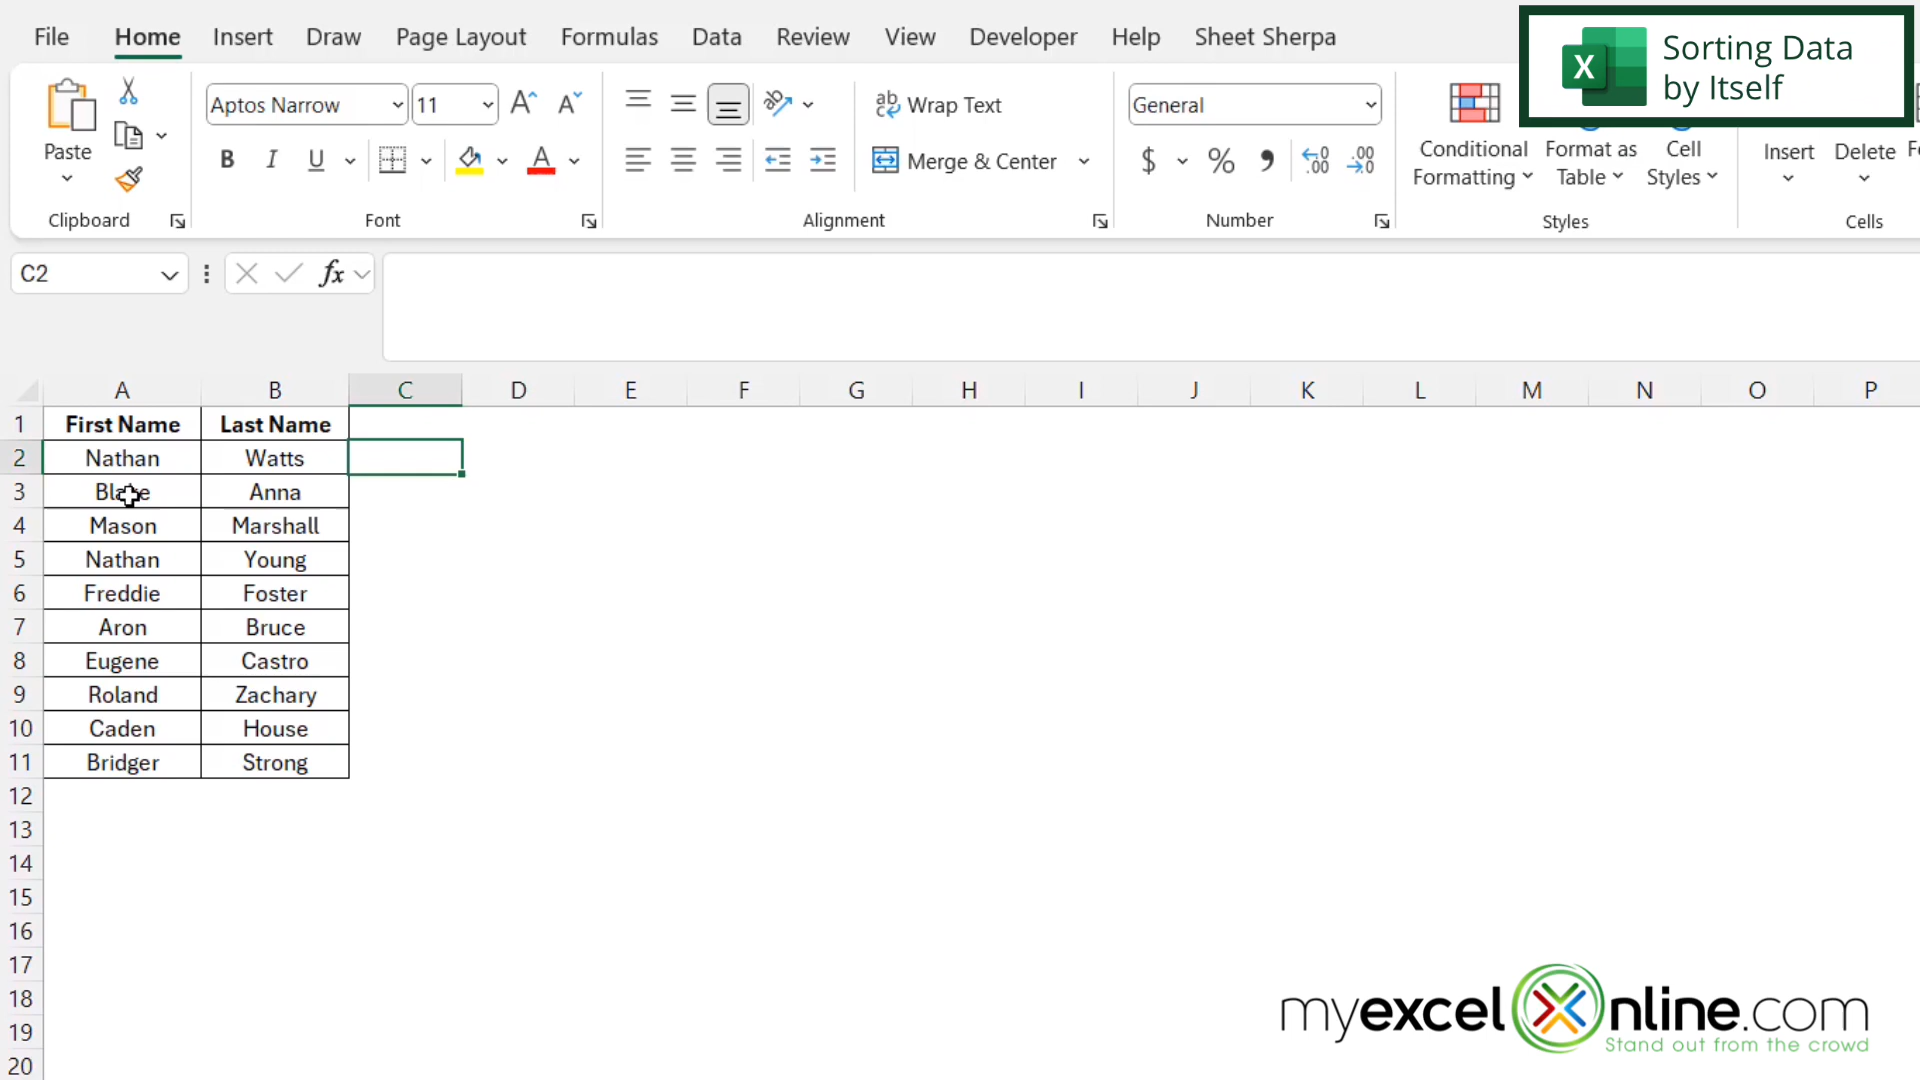 File Home Insert Draw Page Layout Formulas Data Review View Developer Help Sheet Sherpa
Sorting Data
by Itself
Paste
Aptos Narrow 11
Wrap Text
General
B I U
Merge & Center
$ % 9
Conditional
Formatting
Format as
Table
Cell
Styles
Insert Delete
Clipboard Font Alignment Number Styles Cells
C2 fx
A B C D E F G H I J K L M N O P
1 First Name Last Name
2 Nathan Watts
3 Anna
4 Mason Marshall
5 Nathan Young
6 Freddie Foster
7 Aron Bruce
8 Eugene Castro
9 Roland Zachary
10 Caden House
11 Bridger Strong
12
13
14
15
16
17
18
19
20
myexcelonline.com
Stand out from the crowd